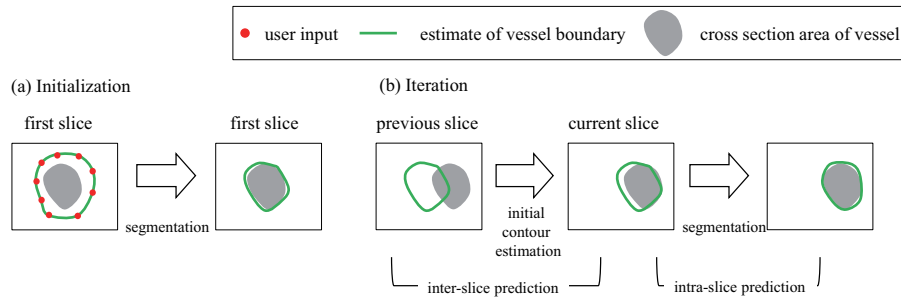 user input
estimate of vessel boundary
cross section area of vessel
(a) Initialization
(b) Iteration
first slice
first slice
previous slice
current slice
segmentation
initial
contour
estimation
segmentation
inter-slice prediction
intra-slice prediction